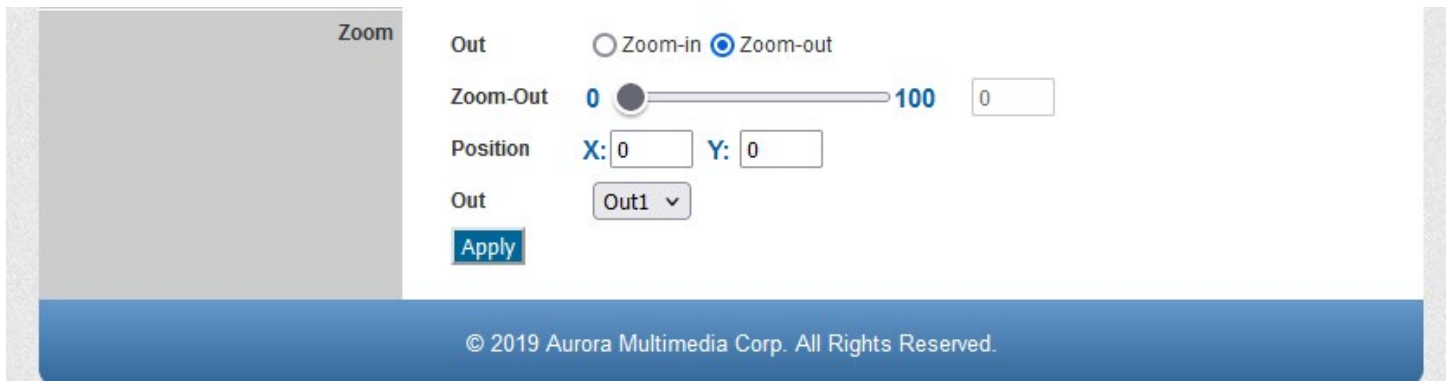 Zoom
Out Zoom-in Zoom-out
Zoom-Out 0 100 0
Position X: 0 Y: 0
Out Out1
Apply
© 2019 Aurora Multimedia Corp. All Rights Reserved.